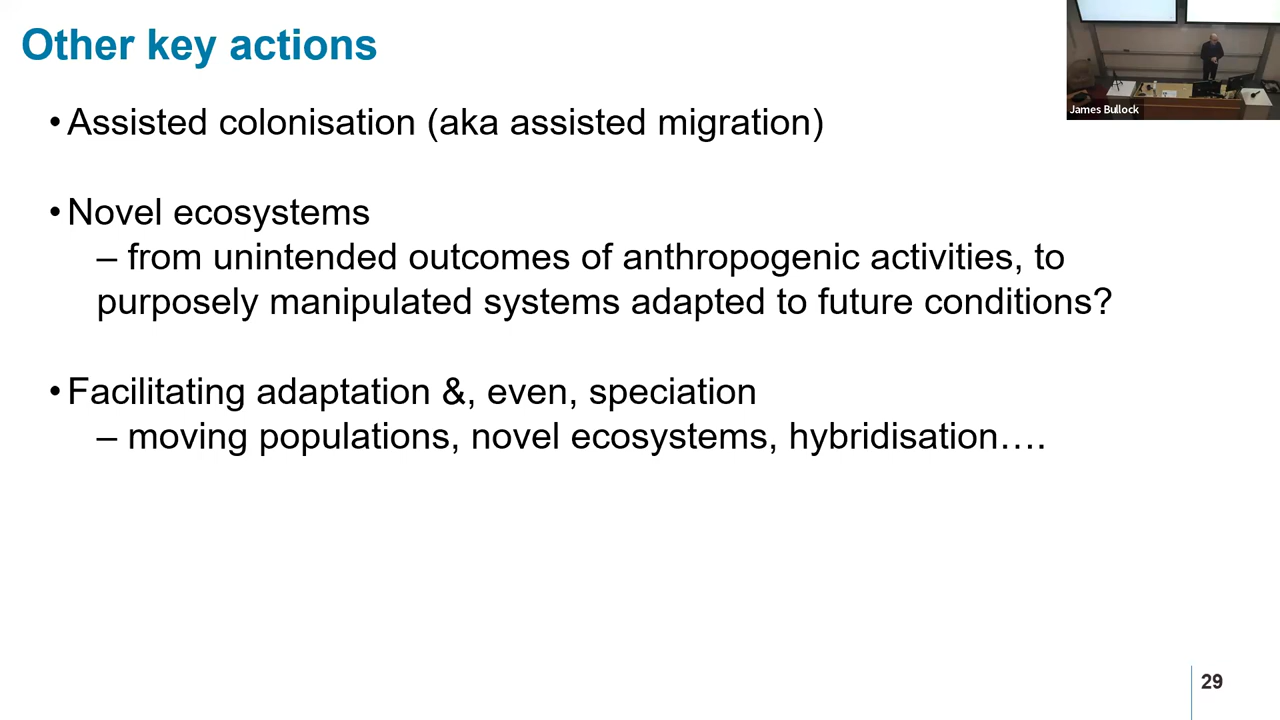 Other key actions
James Bullock
• Assisted colonisation (aka assisted migration)
• Novel ecosystems
– from unintended outcomes of anthropogenic activities, to
purposely manipulated systems adapted to future conditions?
• Facilitating adaptation &, even, speciation
– moving populations, novel ecosystems, hybridisation….
29